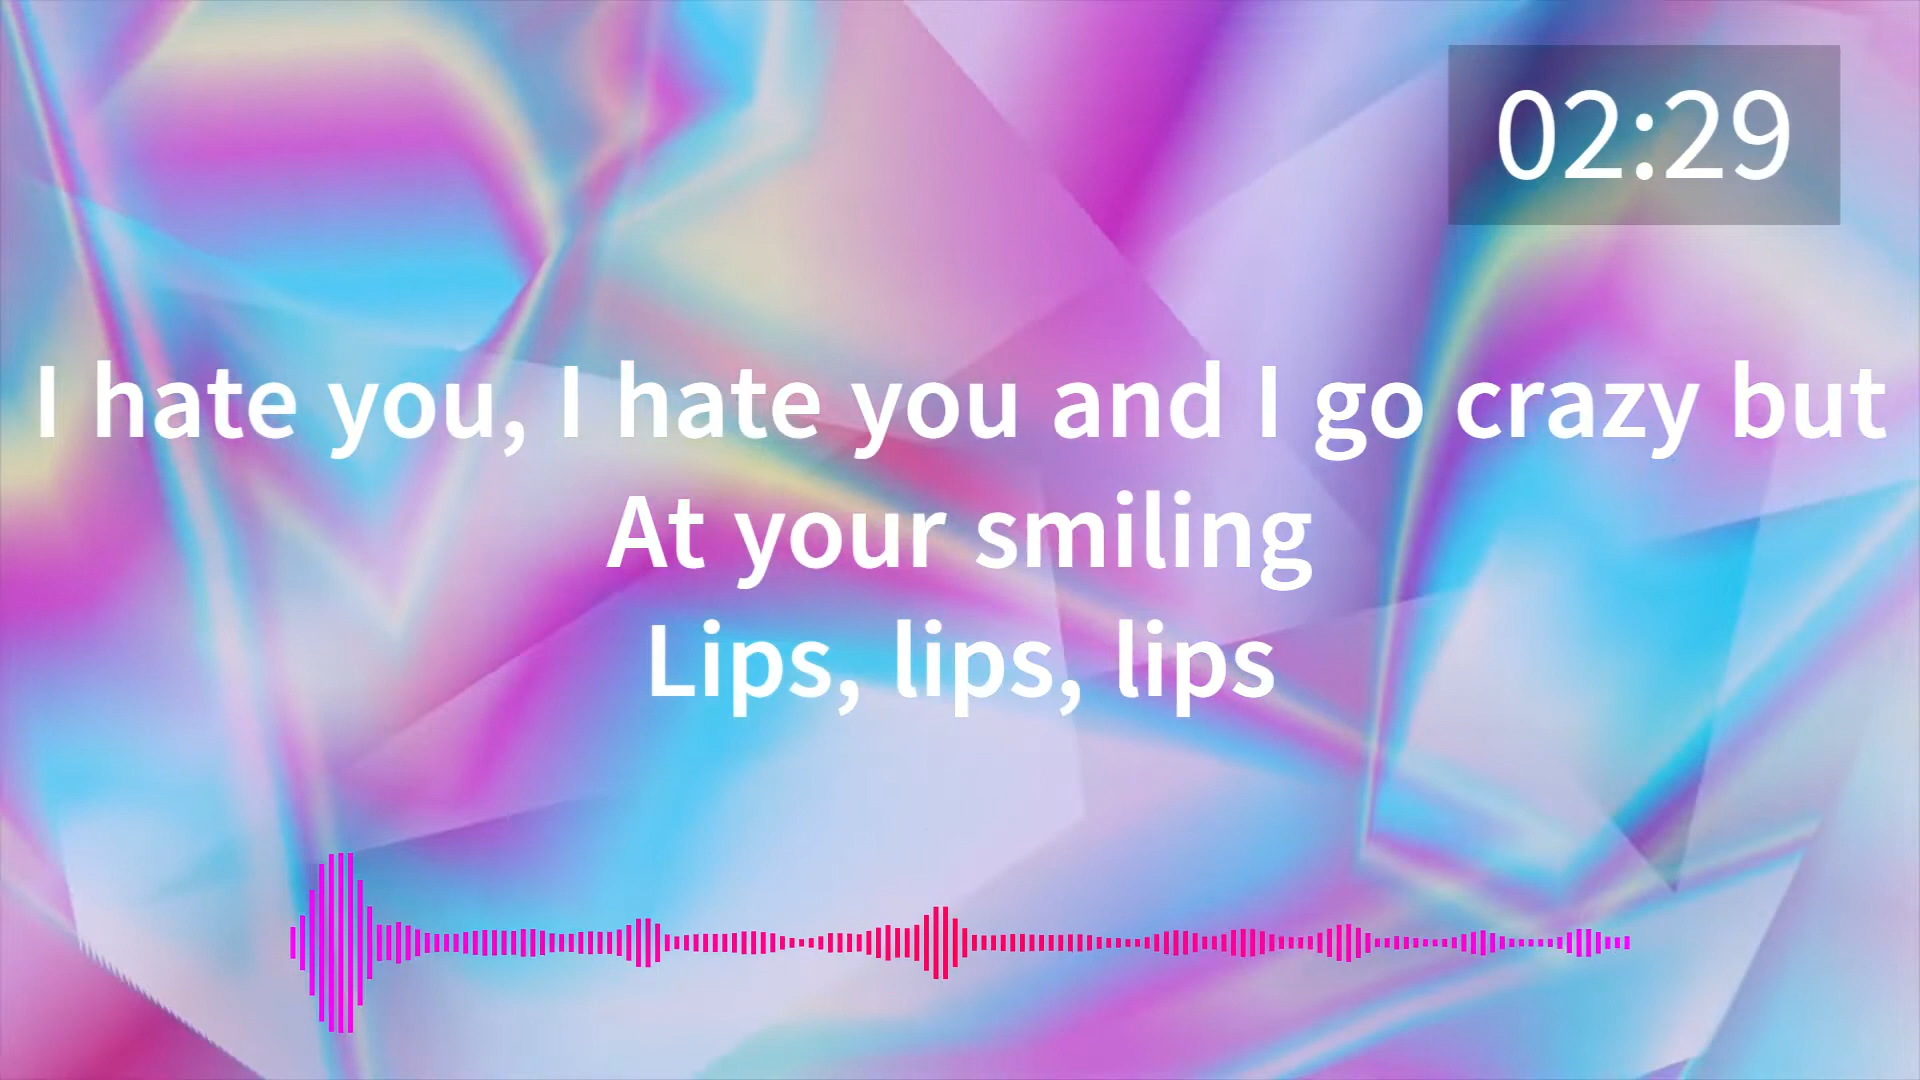 02:29
I hate you, I hate you and I go crazy but
At your smiling
Lips, lips, lips